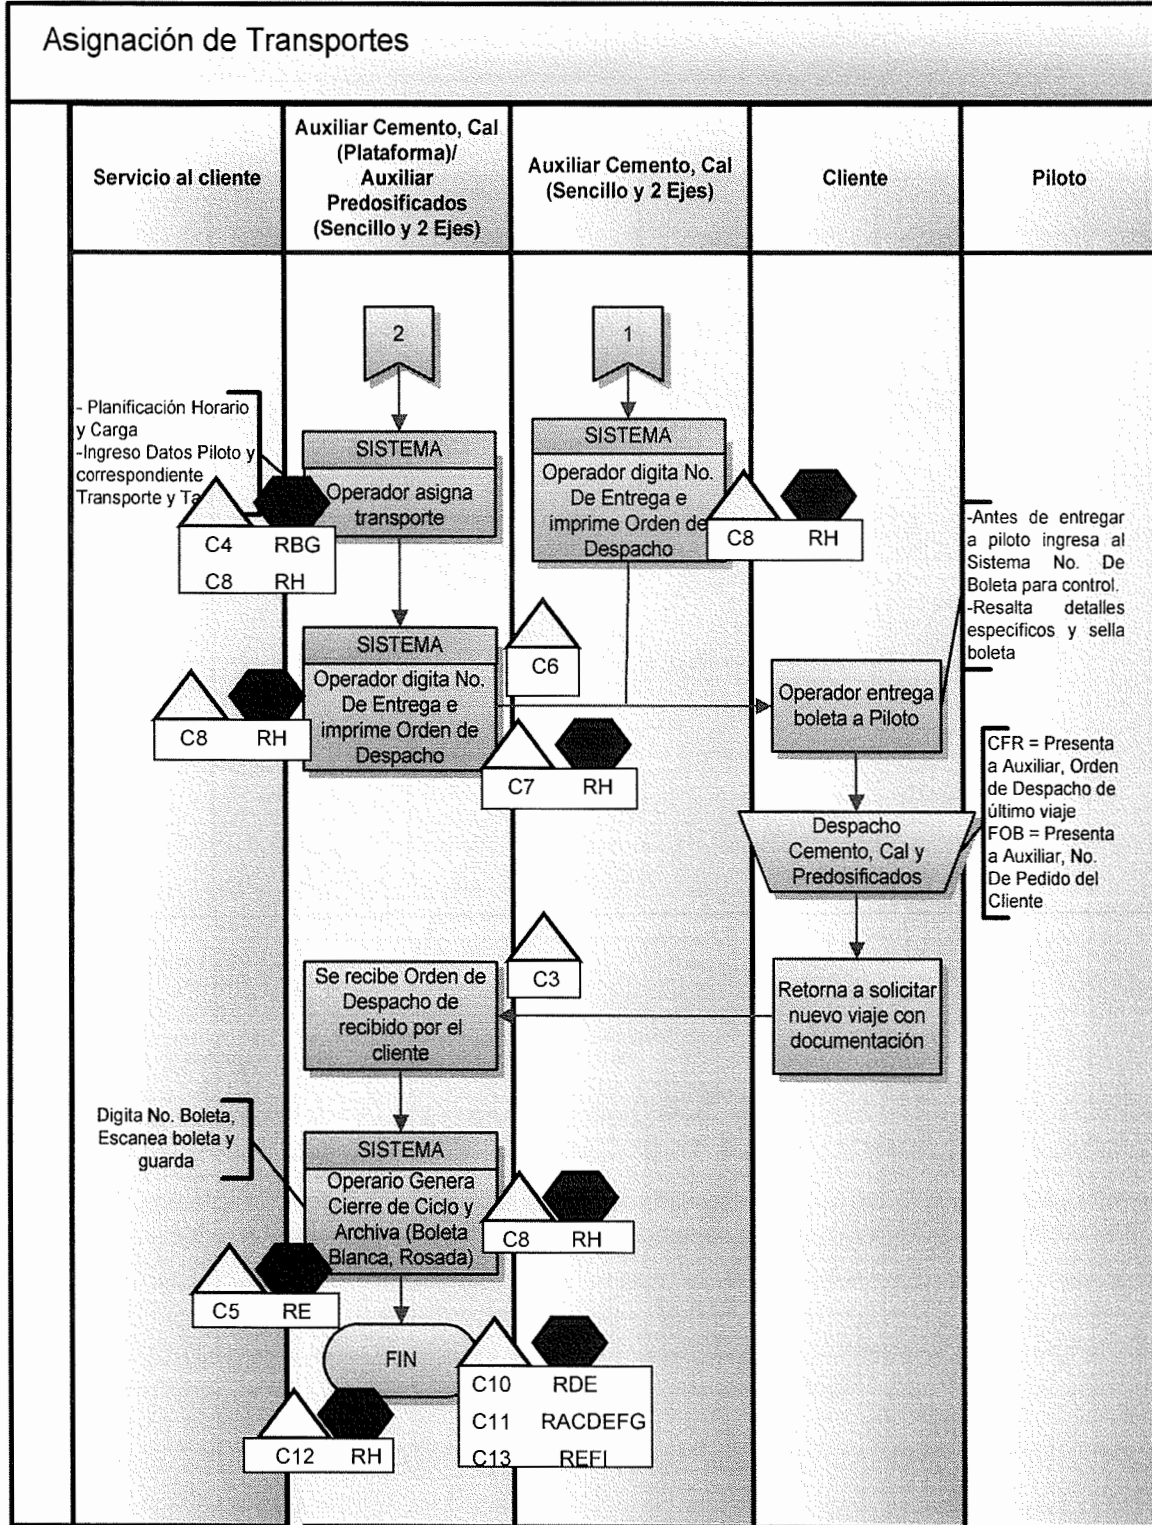 Asignación de Transportes
Servicio al cliente
Auxiliar Cemento, Cal
(Plataforma)/
Auxiliar
Predosificados
(Sencillo y 2 Ejes)
Auxiliar Cemento, Cal
(Sencillo y 2 Ejes)
Cliente
Piloto
2
1
- Planificación Horario
y Carga
-Ingreso Datos Piloto y
correspondiente
Transporte y
SISTEMA
Operador asigna
transporte
C4 RBG
C8 RH
SISTEMA
Operador digita No.
De Entrega e
imprime Orden de
Despacho
C8 RH
-Antes de entregar
a piloto ingresa al
Sistema No. De
Boleta para control.
-Resalta detalles
especificos y sella
boleta
SISTEMA
Operador digita No.
De Entrega e
imprime Orden de
Despacho
C8 RH
C6
C7 RH
Operador entrega
boleta a Piloto
CFR = Presenta
a Auxiliar, Orden
de Despacho de
último viaje
FOB = Presenta
a Auxiliar, No.
De Pedido del
Cliente
Despacho
Cemento, Cal y
Predosificados
Se recibe Orden de
Despacho de
recibido por el
cliente
C3
Retorna a solicitar
nuevo viaje con
documentación
Digita No. Boleta,
Escanea boleta y
guarda
SISTEMA
Operario Genera
Cierre de Ciclo y
Archiva (Boleta
Blanca, Rosada)
C8 RH
C5 RE
FIN
C10 RDE
C11 RACDEFG
C13 REFI
C12 RH